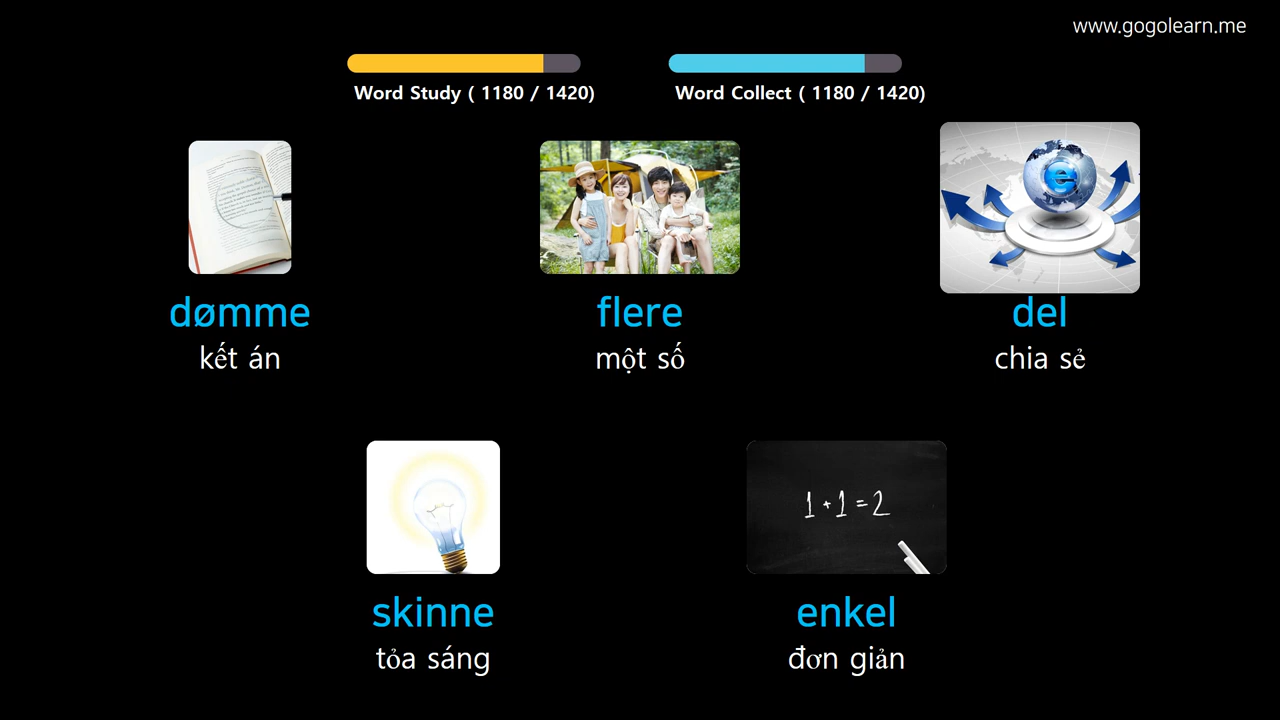 www.gogolearn.me
Word Study ( 1180 / 1420)
Word Collect ( 1180 / 1420)
dømme
kết án
flere
một số
e
del
chia sẻ
1+1=2
skinne
tỏa sáng
enkel
đơn giản